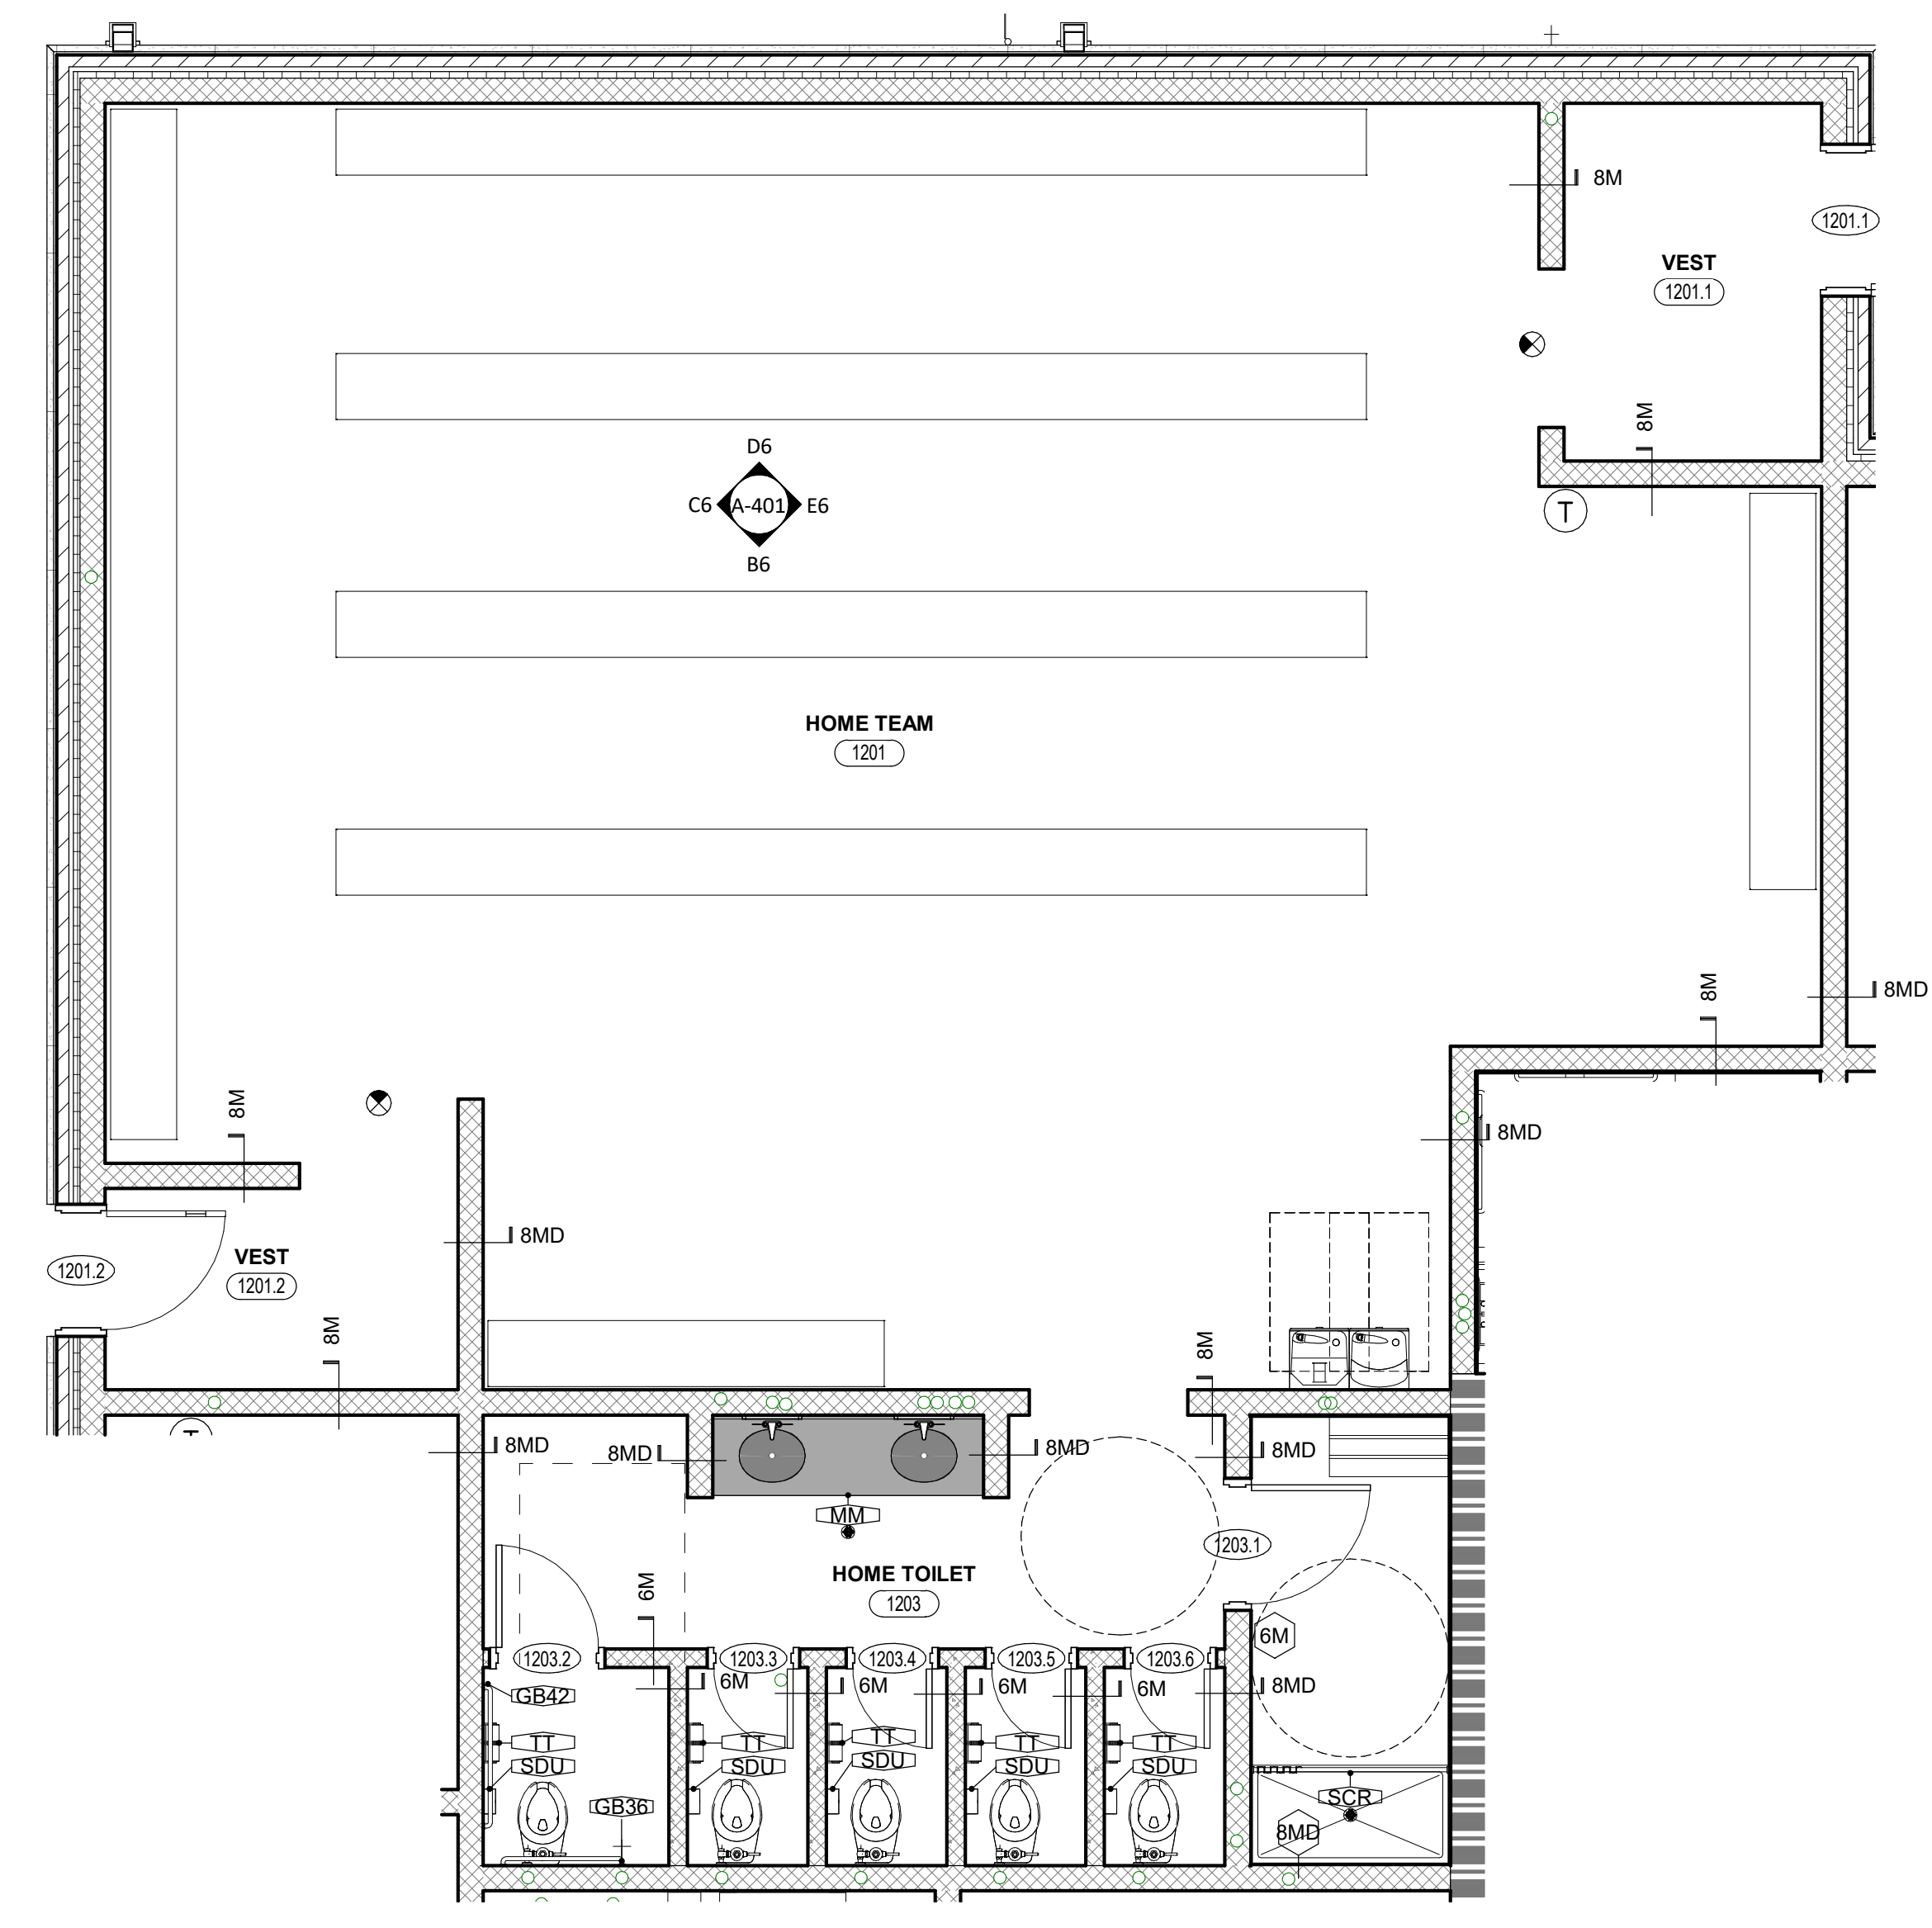 8M
1201.1
VEST
1201.1
8M
D6
C6 A-401 E6
B6
T
HOME TEAM
1201
8M
8MD
8M
8MD
8MD
VEST
1201.2
1201.2
8M
8M
8MD
8MD
8MD
8MD
MM
1203.1
HOME TOILET
1203
6M
6M
1203.2
1203.3
1203.4
1203.5
1203.6
GB42
6M
6M
6M
6M
8MD
TT
TT
TT
TT
TT
SDU
SDU
SDU
SDU
SDU
GB36
SCR
8MD